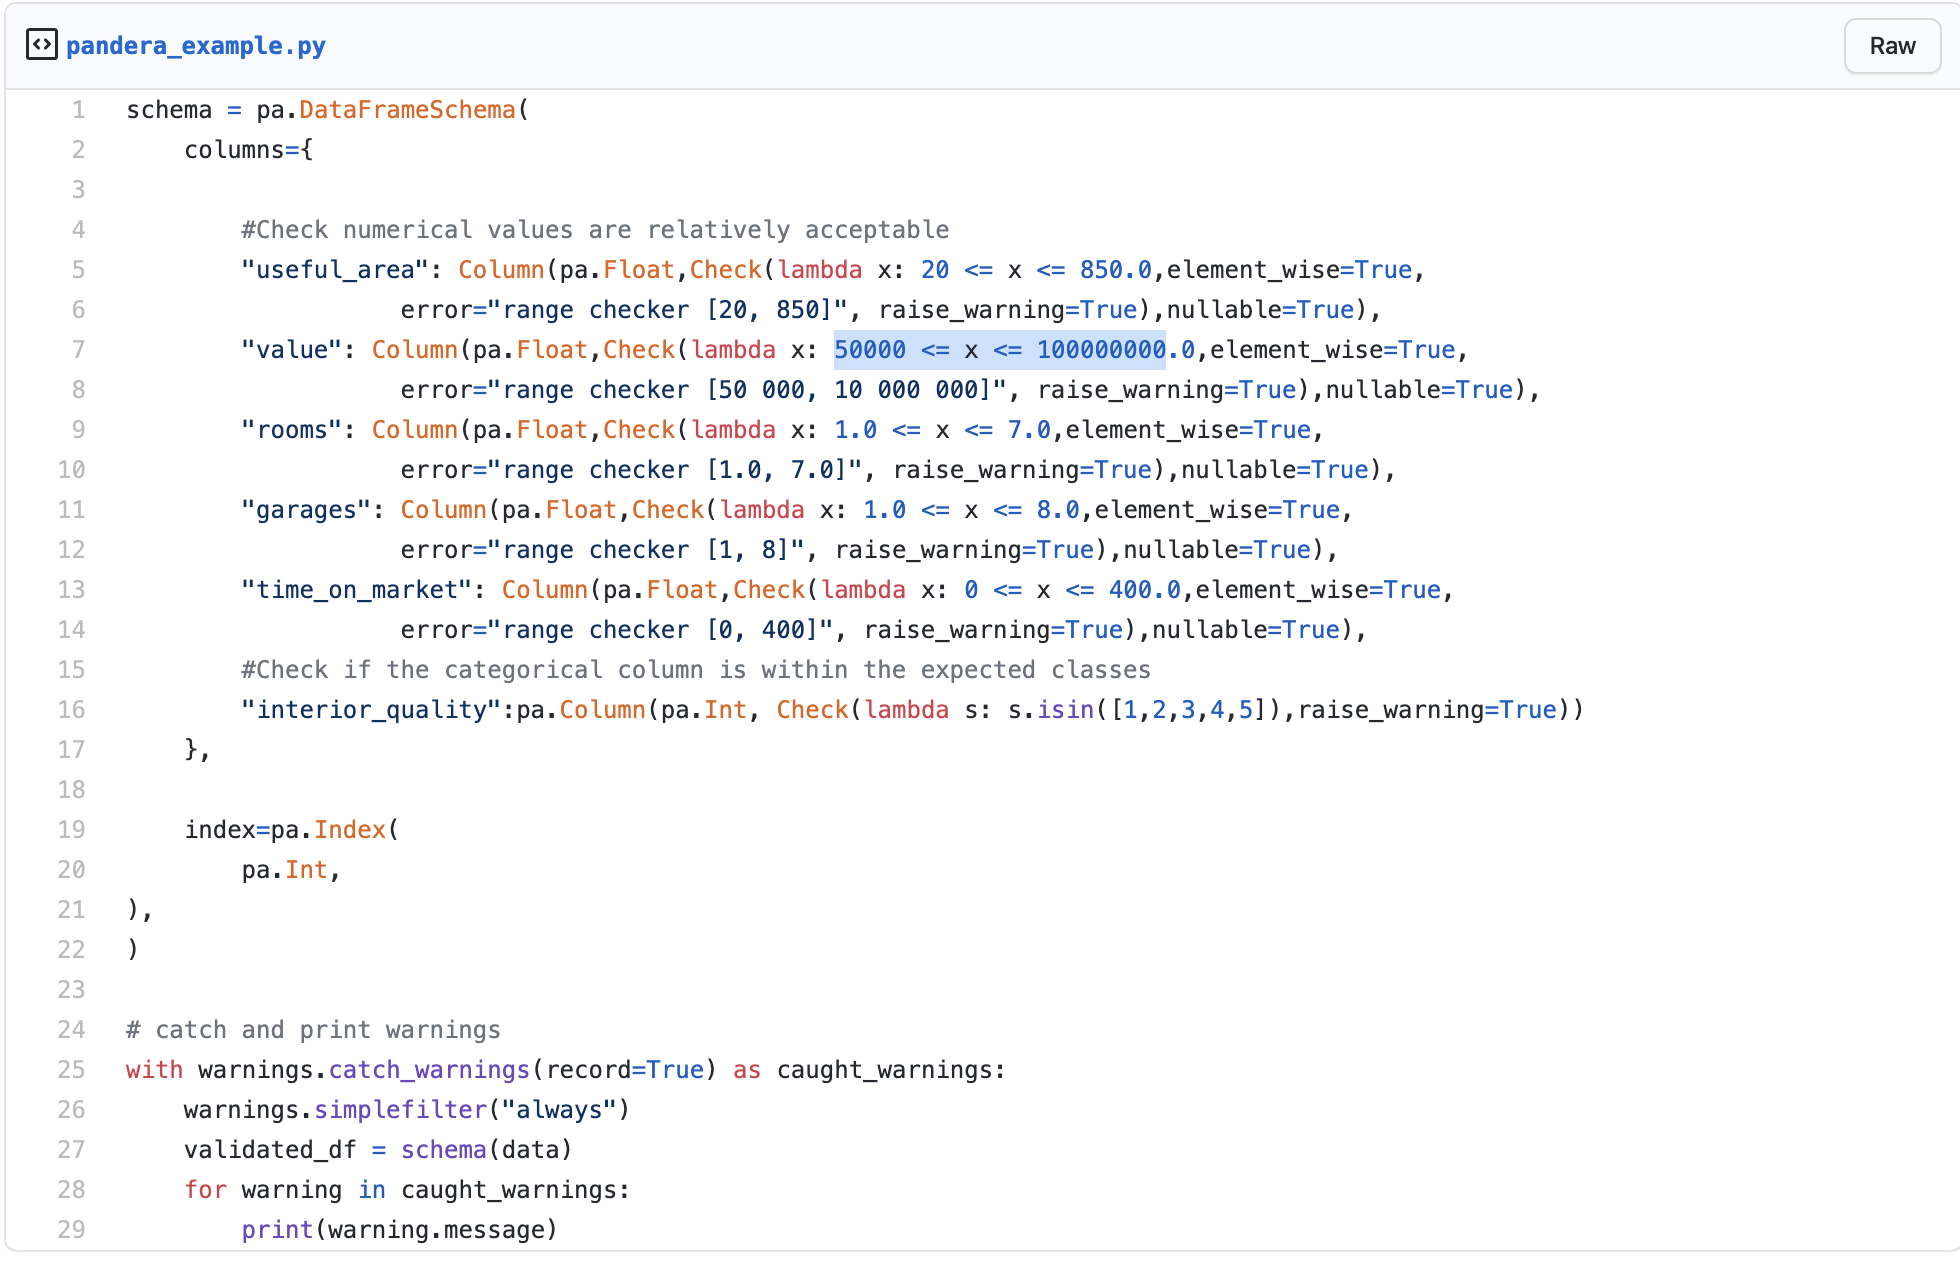 pandera_example.py
Raw
1 schema = pa.DataFrameSchema(
2     columns={
3
4         #Check numerical values are relatively acceptable
5         "useful_area": Column(pa.Float,Check(lambda x: 20 <= x <= 850.0,element_wise=True,
6                    error="range checker [20, 850]", raise_warning=True),nullable=True),
7         "value": Column(pa.Float,Check(lambda x: 50000 <= x <= 100000000.0,element_wise=True,
8                    error="range checker [50 000, 10 000 000]", raise_warning=True),nullable=True),
9         "rooms": Column(pa.Float,Check(lambda x: 1.0 <= x <= 7.0,element_wise=True,
10                    error="range checker [1.0, 7.0]", raise_warning=True),nullable=True),
11         "garages": Column(pa.Float,Check(lambda x: 1.0 <= x <= 8.0,element_wise=True,
12                    error="range checker [1, 8]", raise_warning=True),nullable=True),
13         "time_on_market": Column(pa.Float,Check(lambda x: 0 <= x <= 400.0,element_wise=True,
14                    error="range checker [0, 400]", raise_warning=True),nullable=True),
15         #Check if the categorical column is within the expected classes
16         "interior_quality":pa.Column(pa.Int, Check(lambda s: s.isin([1,2,3,4,5]),raise_warning=True))
17     },
18
19     index=pa.Index(
20         pa.Int,
21 ),
22 )
23
24 # catch and print warnings
25 with warnings.catch_warnings(record=True) as caught_warnings:
26     warnings.simplefilter("always")
27     validated_df = schema(data)
28     for warning in caught_warnings:
29         print(warning.message)